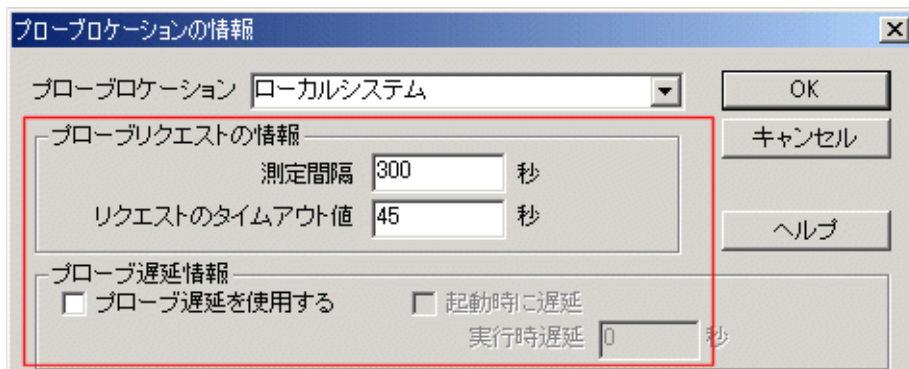 プローブロケーションの情報
プローブロケーション ローカルシステム
OK
プローブリクエストの情報
キャンセル
測定間隔 300 秒
リクエストのタイムアウト値 45 秒
ヘルプ
プローブ遅延情報
プローブ遅延を使用する 起動時に遅延
実行時遅延 0 秒